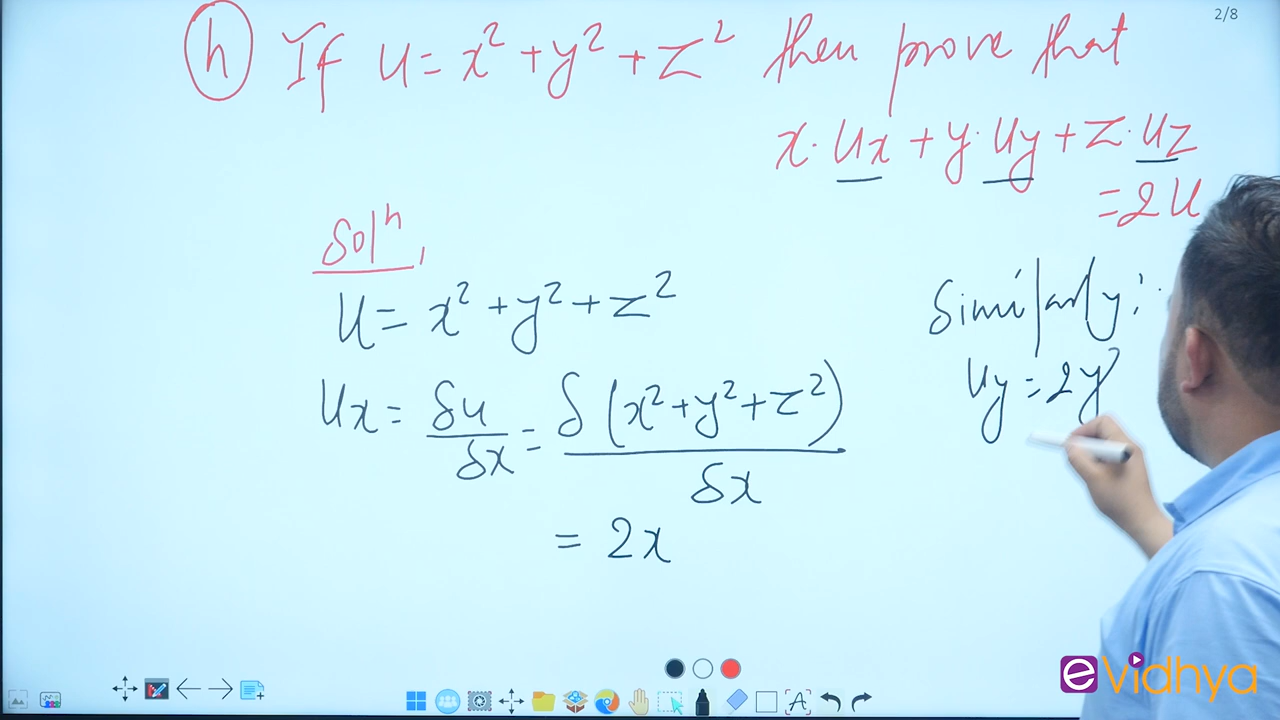 2/8
(h) If u = x² + y² + z² then prove that
x. ux + y. uy + z. uz
= 2u
Solⁿ,
u = x² + y² + z²
ux = δu/δx = δ(x² + y² + z²)/δx
= 2x
Similarly:
uy = 2y
eVidhya